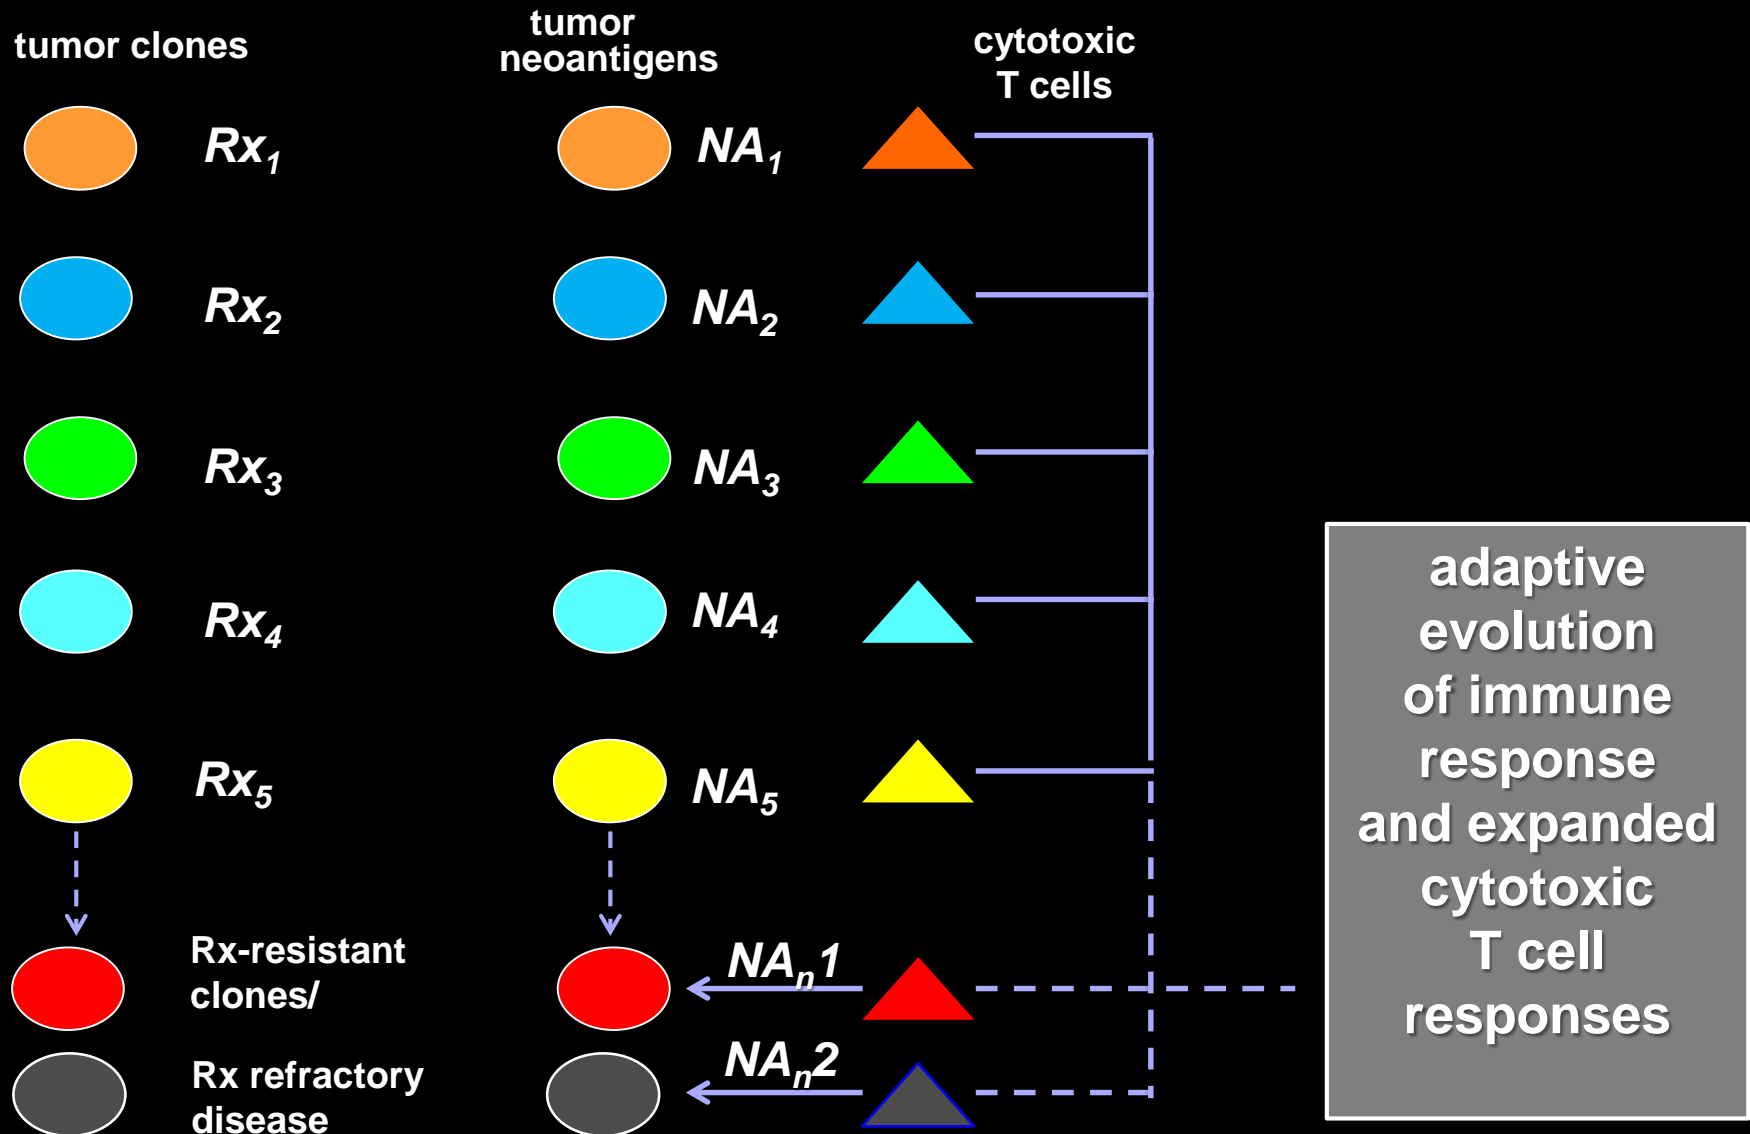 tumor clones
tumor
neoantigens
cytotoxic
T cells
Rx1
NA1
Rx2
NA2
Rx3
NA3
Rx4
NA4
Rx5
NA5
Rx-resistant
clones/
NAn1
Rx refractory
disease
NAn2
adaptive
evolution
of immune
response
and expanded
cytotoxic
T cell
responses